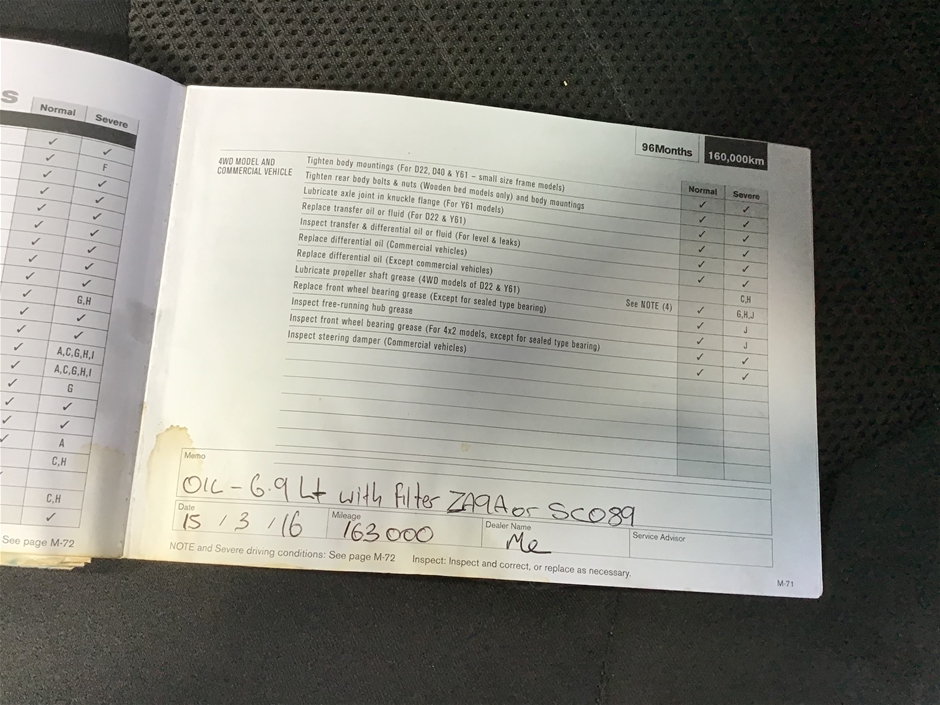 s
Normal Severe
✓ ✓
✓ F
✓ ✓
✓ ✓
✓ ✓
✓ ✓
✓ ✓
✓ ✓
✓ G,H
✓ ✓
✓ ✓
✓ A,C,G,H,I
✓ A,C,G,H,I
✓ G
✓ ✓
✓ A
C,H
C,H
✓
See page M-72
96Months 160,000km
Normal Severe
4WD MODEL AND
COMMERCIAL VEHICLE
Tighten body mountings (For D22, D40 & Y61 – small size frame models)
Tighten rear body bolts & nuts (Wooden bed models only) and body mountings
Lubricate axle joint in knuckle flange (For Y61 models)
Replace transfer oil or fluid (For D22 & Y61)
Inspect transfer & differential oil or fluid (For level & leaks)
Replace differential oil (Commercial vehicles)
Replace differential oil (Except commercial vehicles)
Lubricate propeller shaft grease (4WD models of D22 & Y61)
Replace front wheel bearing grease (Except for sealed type bearing) See NOTE (4)
Inspect free-running hub grease
Inspect front wheel bearing grease (For 4x2 models, except for sealed type bearing)
Inspect steering damper (Commercial vehicles)
✓ ✓
✓ ✓
✓ ✓
✓ ✓
✓ ✓
C,H
✓ G,H,J
✓ J
✓ J
✓ ✓
✓ ✓
Memo
OIL – 6.9 Lt with filter ZA9A or SCO89
Date 15 / 3 / 16 Mileage 163000 Dealer Name Me Service Advisor
NOTE and Severe driving conditions: See page M-72 Inspect: Inspect and correct, or replace as necessary.
M-71